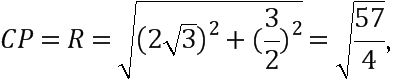 CP = R = √((2√3)² + (3/2)²) = √(57/4),